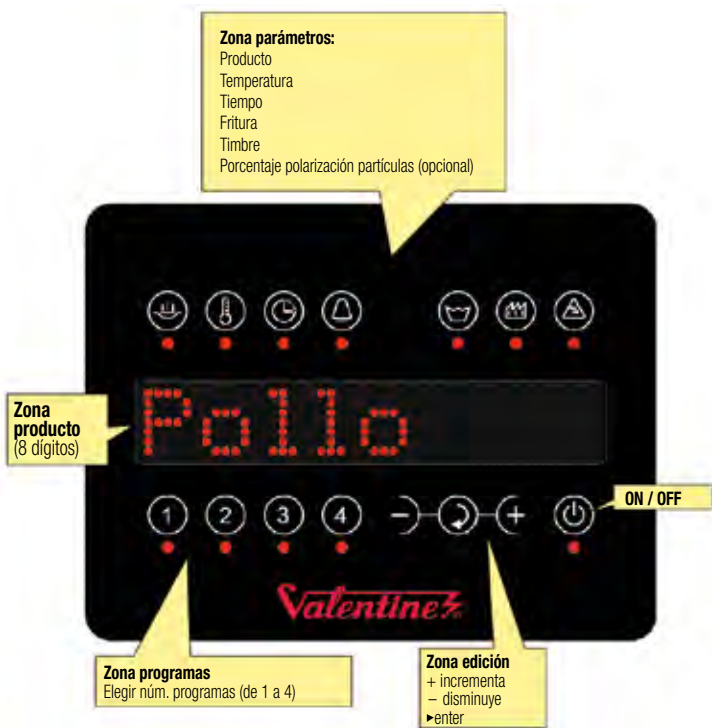 Zona parámetros:
Producto
Temperatura
Tiempo
Fritura
Timbre
Porcentaje polarización partículas (opcional)
Zona
producto
(8 dígitos)
Pollo
1 2 3 4 − +
ON / OFF
Valentine
Zona programas
Elegir núm. programas (de 1 a 4)
Zona edición
+ incrementa
− disminuye
▸enter